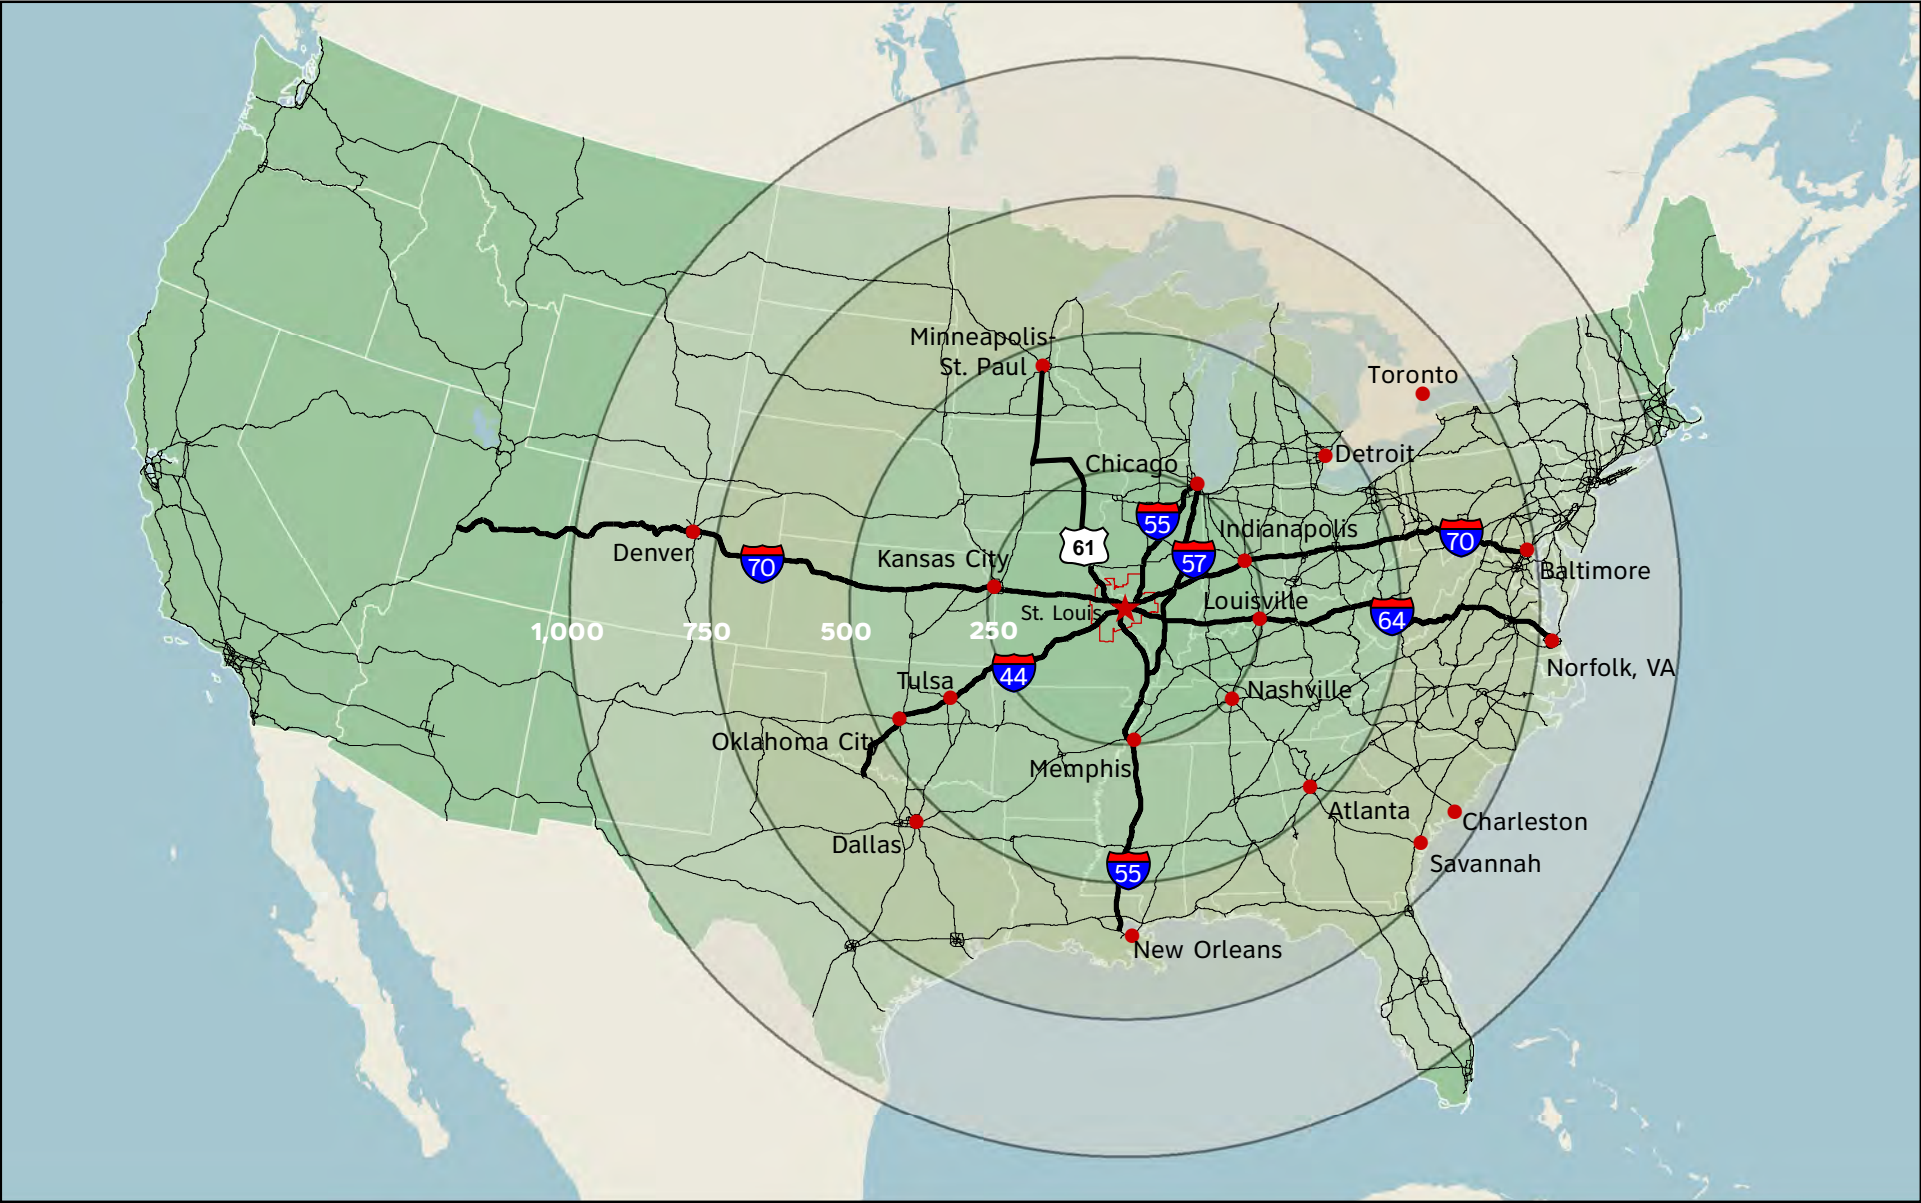 Minneapolis-
St. Paul
Toronto
Detroit
Chicago
55
Indianapolis
70
61
57
Denver
70
Kansas City
Baltimore
St. Louis
Louisville
64
1,000
750
500
250
Norfolk, VA
44
Tulsa
Nashville
Oklahoma City
Memphis
Atlanta
Charleston
Dallas
Savannah
55
New Orleans